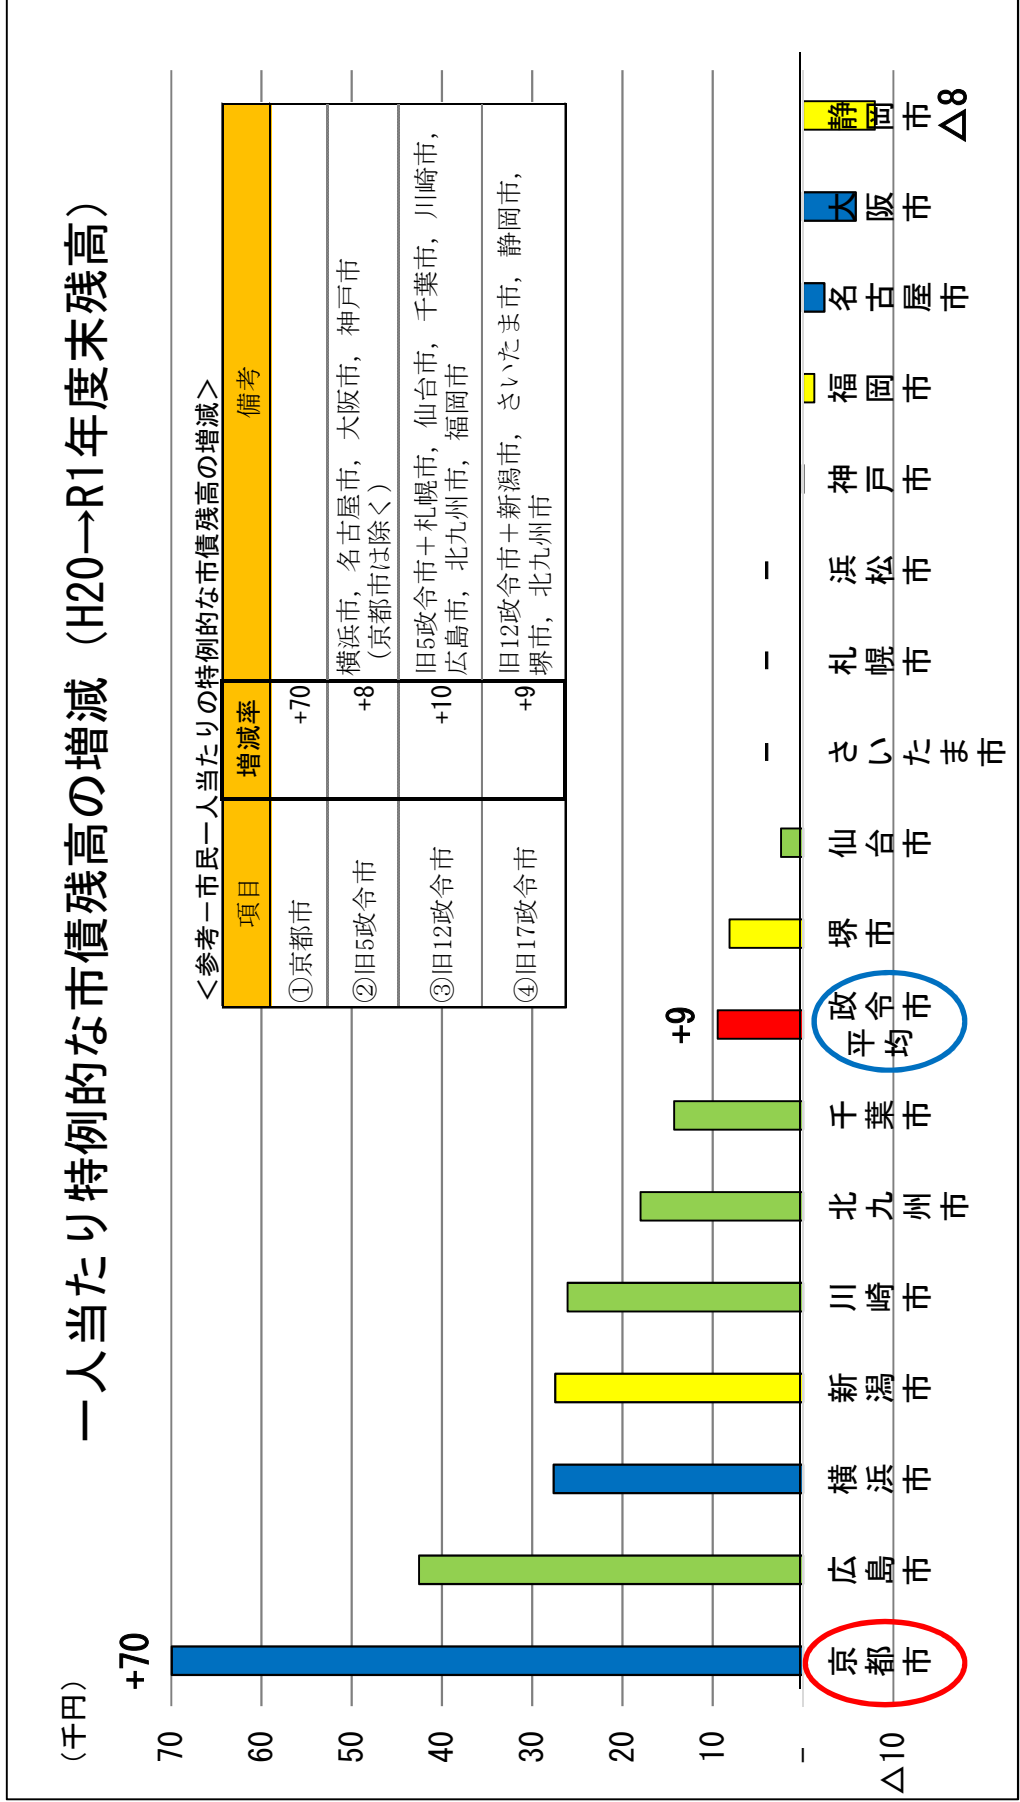 一人当たり特例的な市債残高の増減（H20→R1年度末残高）
（千円）
70
60
50
40
30
20
10
－
△10
+70
+9
△8
－
－
－
京都市
広島市
横浜市
新潟市
川崎市
北九州市
千葉市
政令市
平均
堺市
仙台市
さいたま市
札幌市
浜松市
神戸市
福岡市
名古屋市
大阪市
静岡市
＜参考－市民一人当たりの特例的な市債残高の増減＞
項目 増減率 備考
①京都市 +70
②旧5政令市 +8 横浜市，名古屋市，大阪市，神戸市
（京都市は除く）
③旧12政令市 +10 旧5政令市＋札幌市，仙台市，千葉市，川崎市，
広島市，北九州市，福岡市
④旧17政令市 +9 旧12政令市＋新潟市，さいたま市，静岡市，
堺市，北九州市